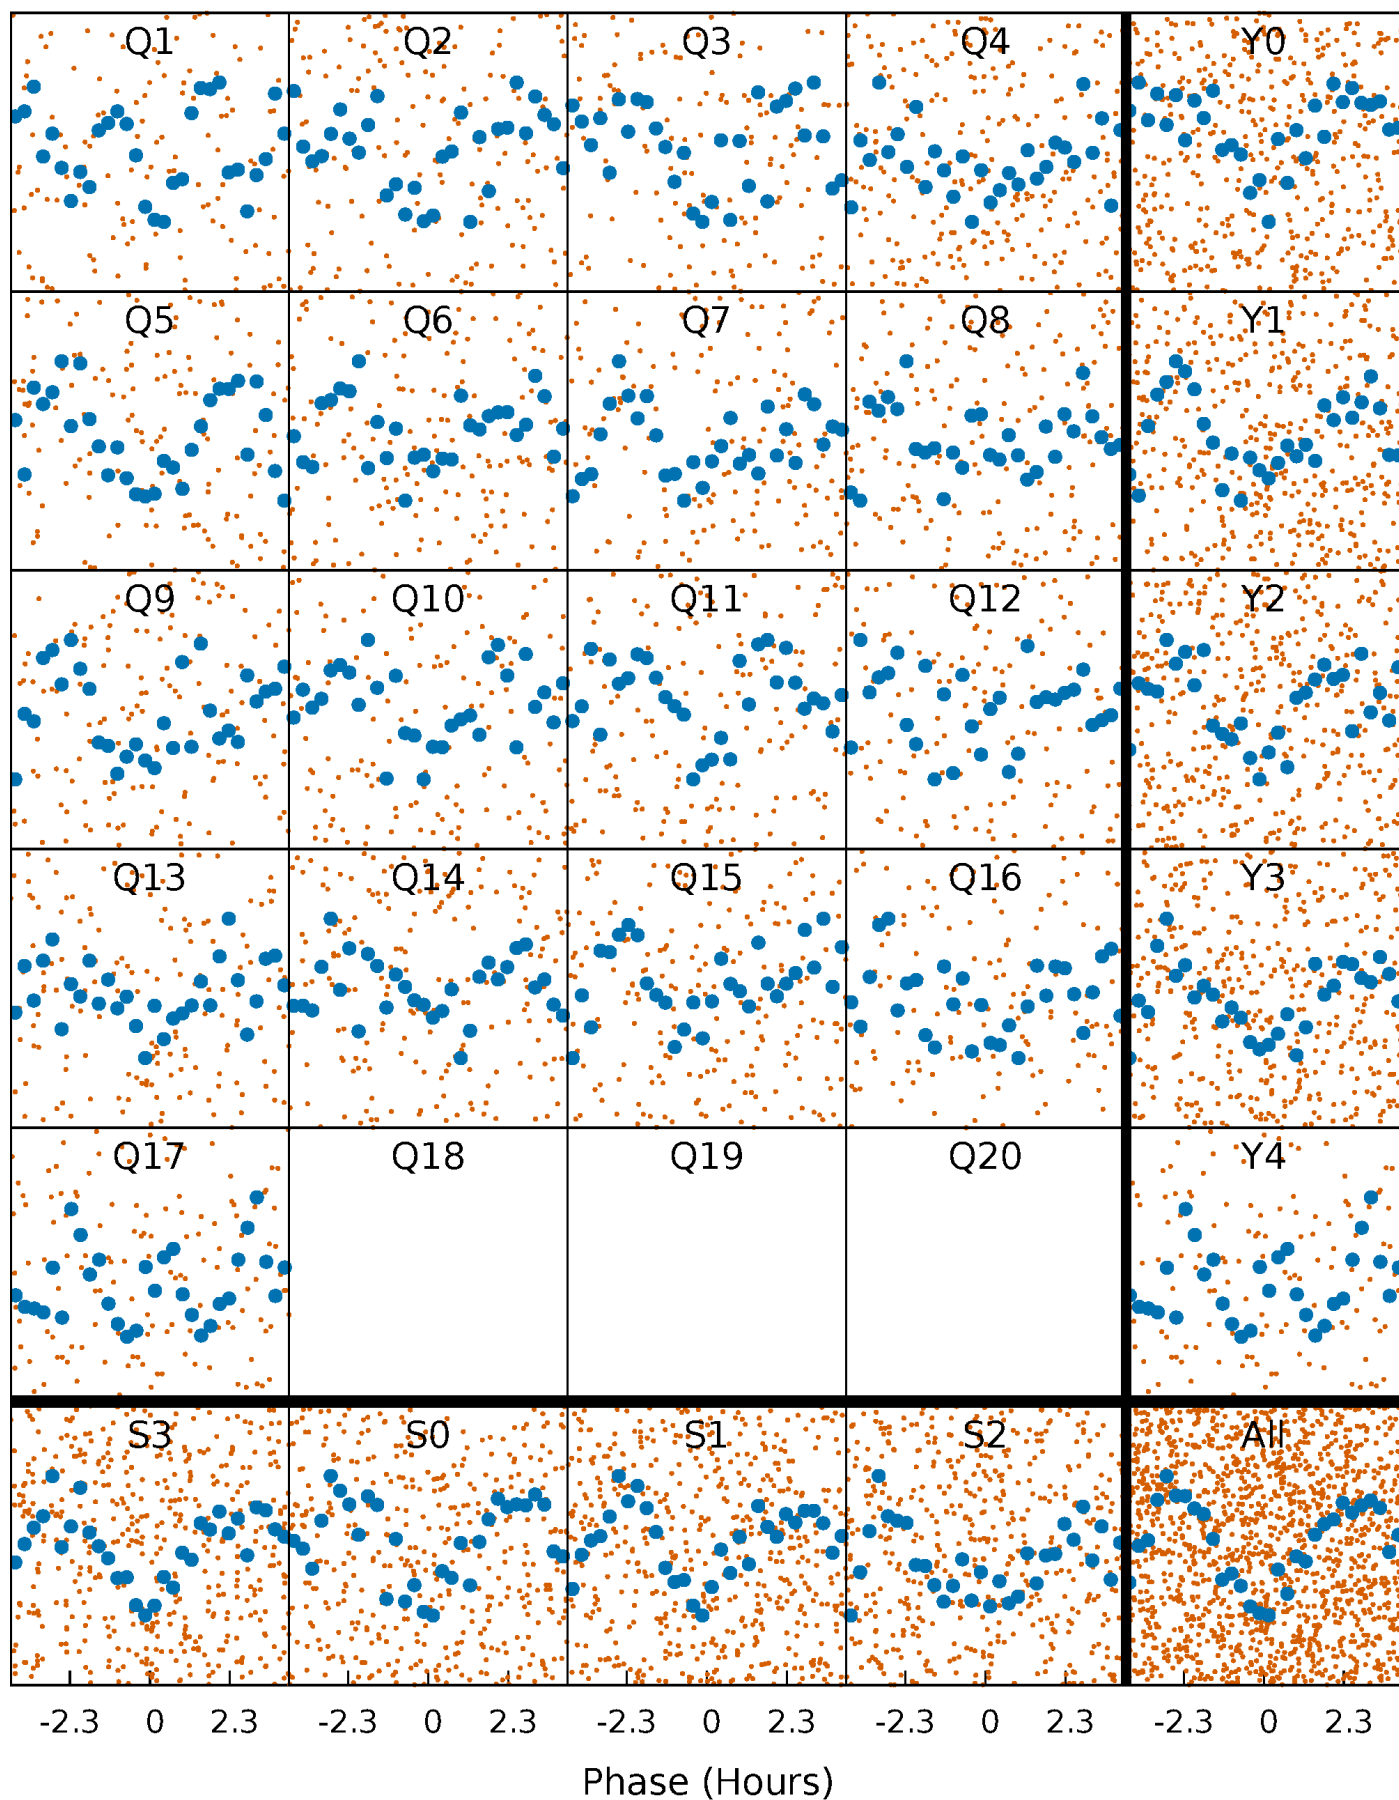 Q1 Q2 Q3 Q4 Y0
Q5 Q6 Q7 Q8 Y1
Q9 Q10 Q11 Q12 Y2
Q13 Q14 Q15 Q16 Y3
Q17 Q18 Q19 Q20 Y4
S3 S0 S1 S2 All
-2.3 0 2.3 -2.3 0 2.3 -2.3 0 2.3 -2.3 0 2.3 -2.3 0 2.3
Phase (Hours)